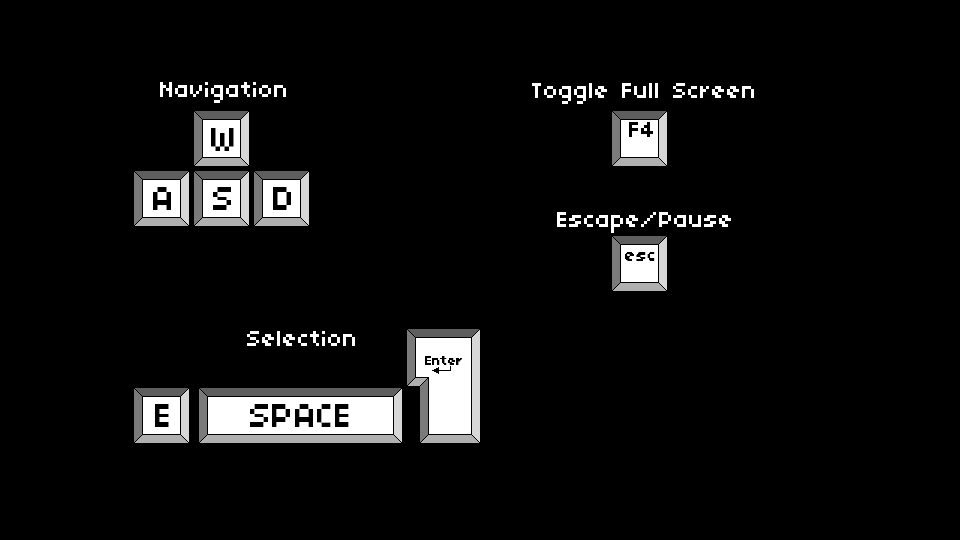 Navigation
W
A S D
Toggle Full Screen
F4
Escape/Pause
esc
Selection
Enter
E SPACE